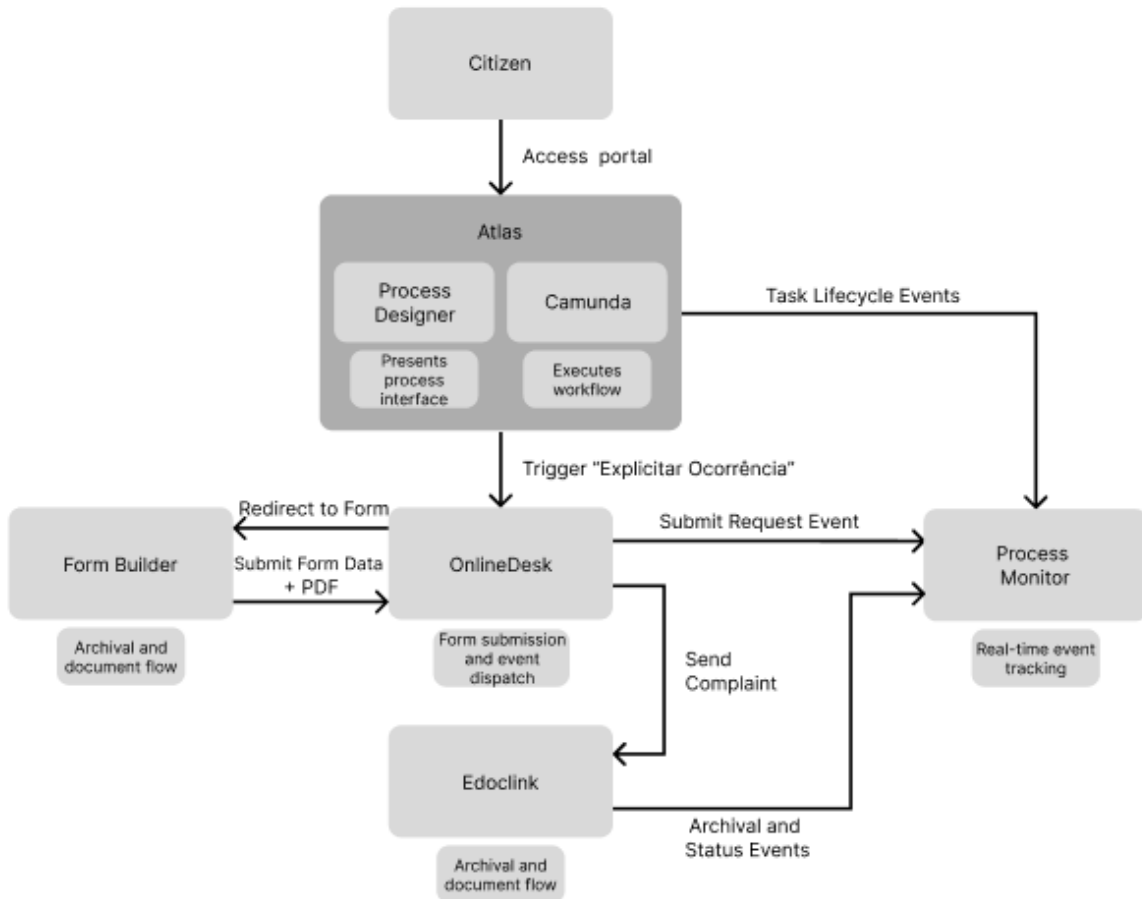 Citizen
Access portal
Atlas
Process
Designer
Camunda
Presents
process
interface
Executes
workflow
Task Lifecycle Events
Trigger "Explicitar Ocorrência"
Redirect to Form
Submit Request Event
Form Builder
Submit Form Data
+ PDF
OnlineDesk
Process
Monitor
Archival and
document flow
Form submission
and event
dispatch
Send
Complaint
Real-time event
tracking
Edoclink
Archival and
Status Events
Archival and
document flow